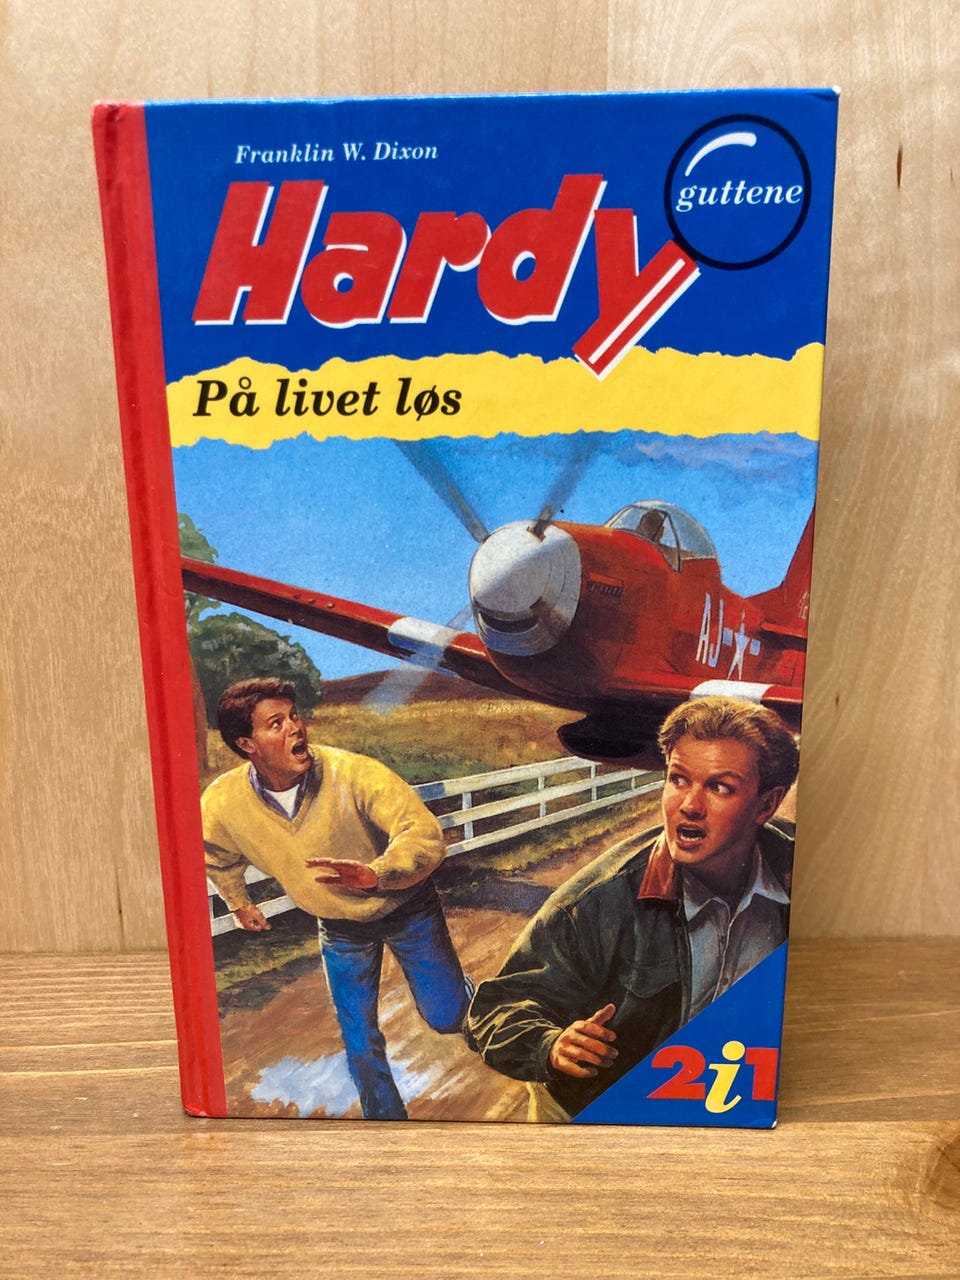 Franklin W. Dixon
Hardy
guttene
På livet løs
AJ-★-
2i1